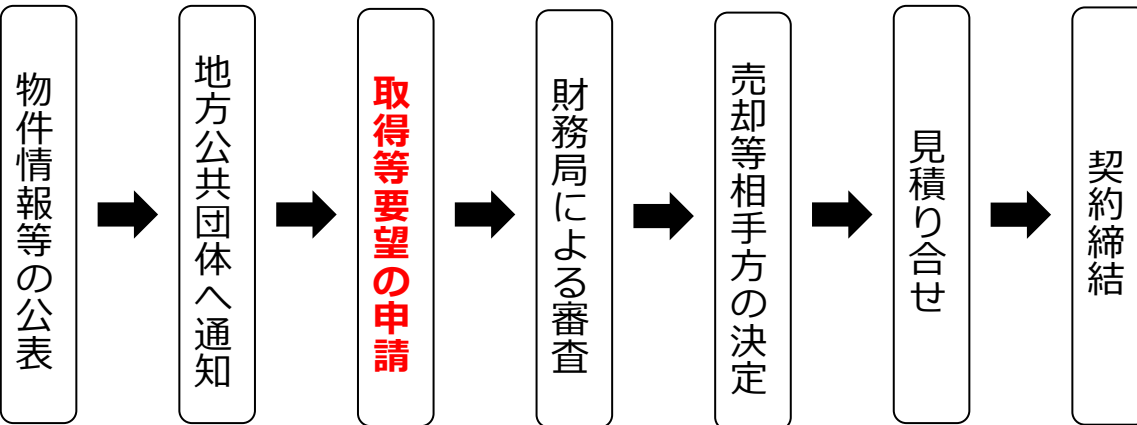 物件情報等の公表
地方公共団体へ通知
取得等要望の申請
財務局による審査
売却等相手方の決定
見積り合せ
契約締結